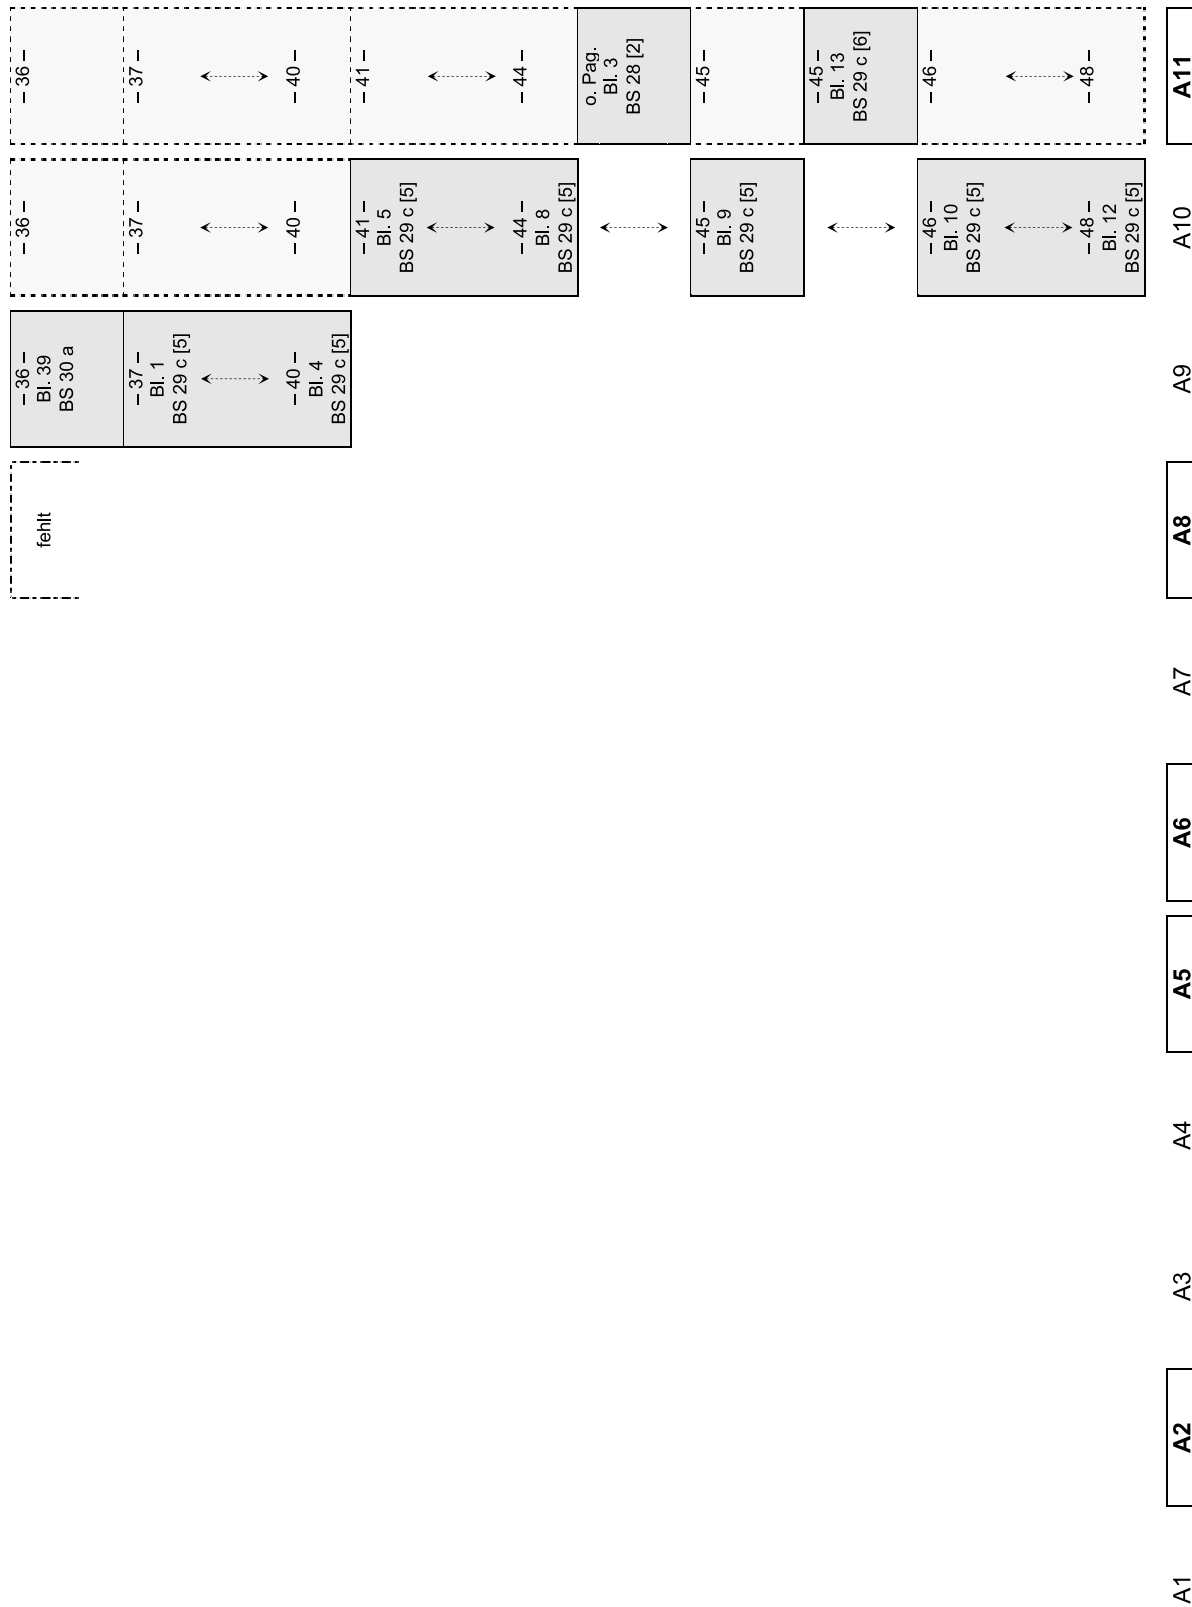 fehlt
– 36 –
Bl. 39
BS 30 a
– 37 –
Bl. 1
BS 29 c [5]
– 40 –
Bl. 4
BS 29 c [5]
– 36 –
– 37 –
– 40 –
– 41 –
Bl. 5
BS 29 c [5]
– 44 –
Bl. 8
BS 29 c [5]
– 45 –
Bl. 9
BS 29 c [5]
– 46 –
Bl. 10
BS 29 c [5]
– 48 –
Bl. 12
BS 29 c [5]
– 36 –
– 37 –
– 40 –
– 41 –
– 44 –
o. Pag.
Bl. 3
BS 28 [2]
– 45 –
– 45 –
Bl. 13
BS 29 c [6]
– 46 –
– 48 –
A1
A2
A3
A4
A5
A6
A7
A8
A9
A10
A11